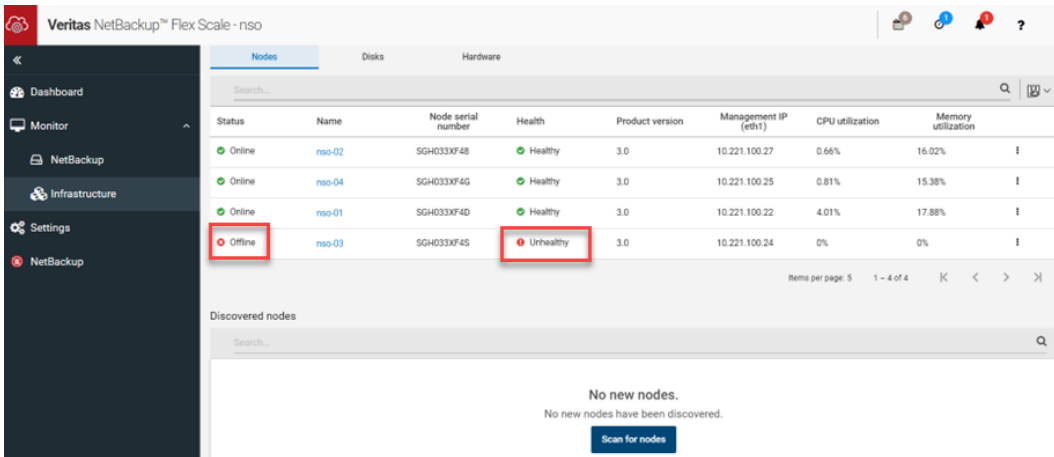 Veritas NetBackup™ Flex Scale - nso
6 1 1 ?
Dashboard
Monitor
NetBackup
Infrastructure
Settings
NetBackup
Nodes Disks Hardware
Search...
Status Name Node serial number Health Product version Management IP (eth1) CPU utilization Memory utilization
Online nso-02 SGH033XF48 Healthy 3.0 10.221.100.27 0.66% 16.02%
Online nso-04 SGH033XF4G Healthy 3.0 10.221.100.25 0.81% 15.38%
Online nso-01 SGH033XF4D Healthy 3.0 10.221.100.22 4.01% 17.88%
Offline nso-03 SGH033XF4S Unhealthy 3.0 10.221.100.24 0% 0%
Items per page: 5 1 – 4 of 4
Discovered nodes
Search...
No new nodes.
No new nodes have been discovered.
Scan for nodes